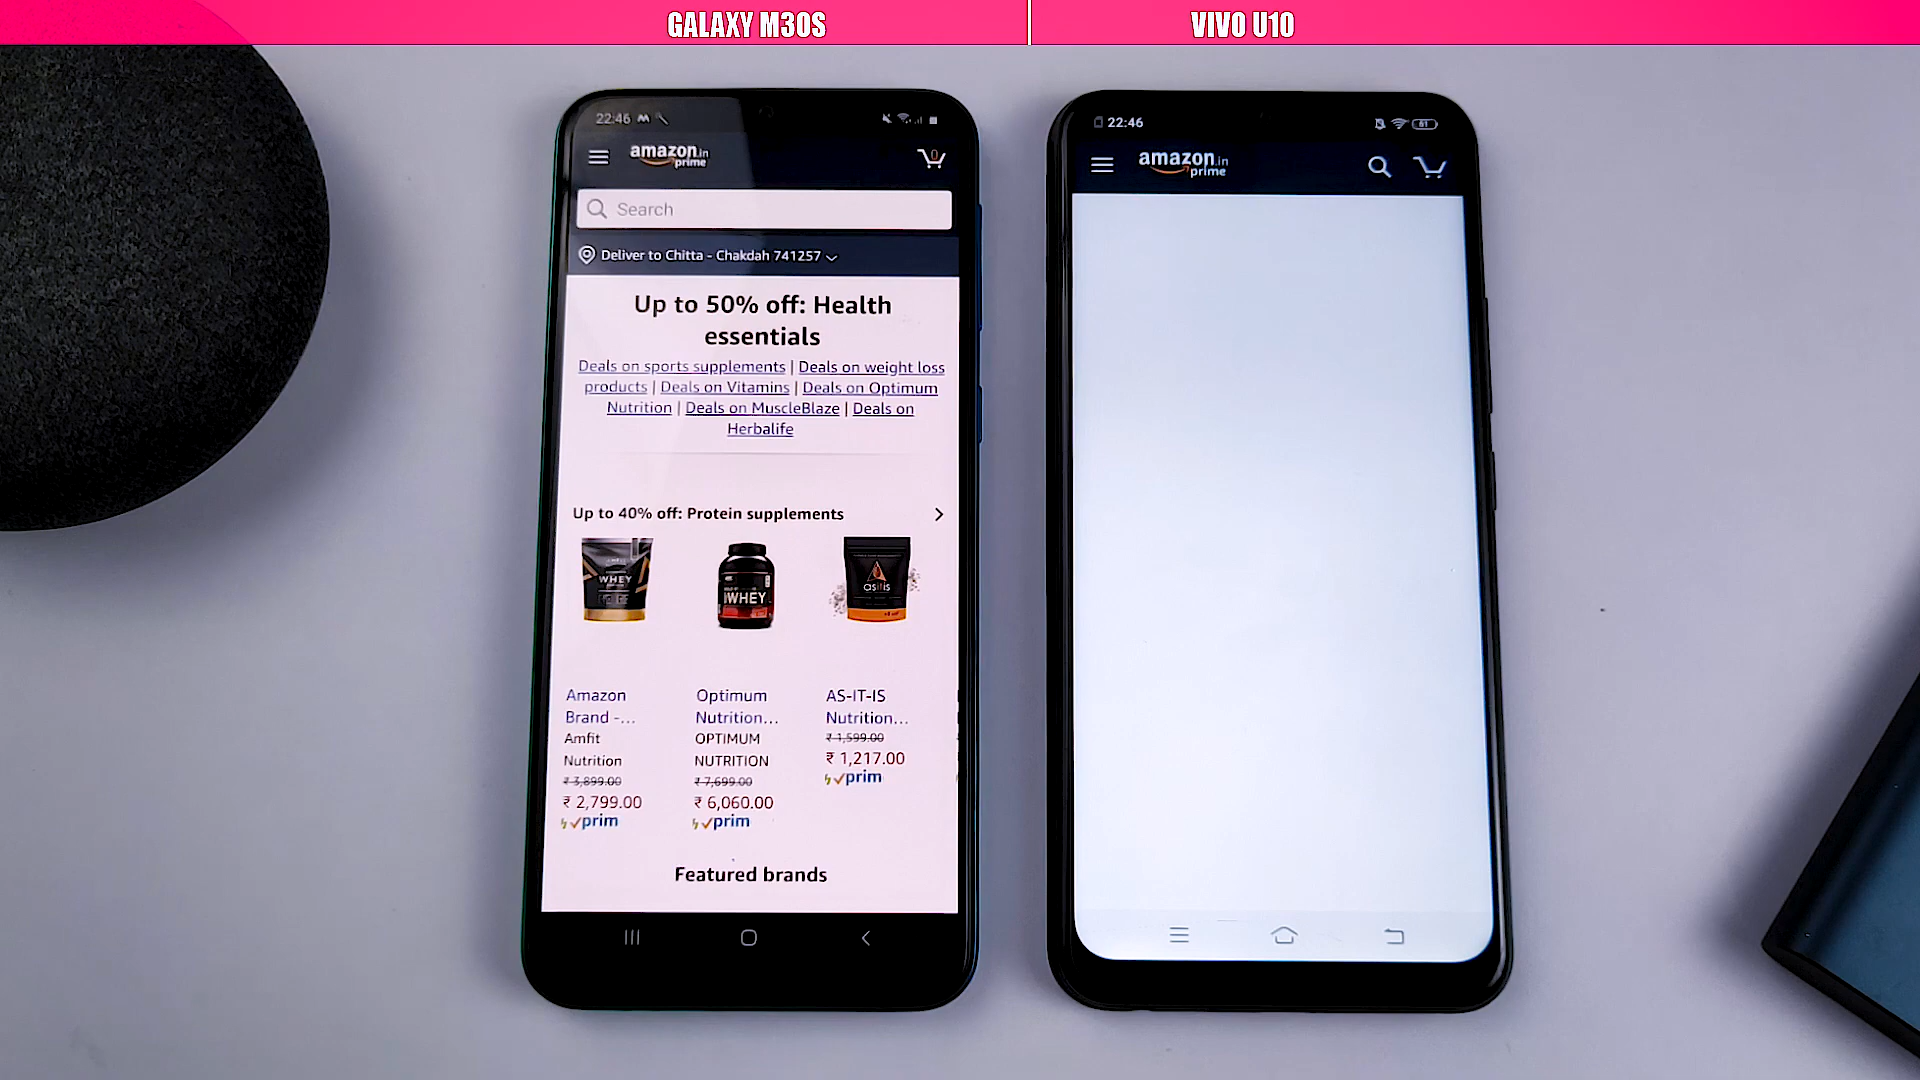 GALAXY M30S
VIVO U10
22:46
amazon.in
prime
0
Search
Deliver to Chitta - Chakdah 741257
Up to 50% off: Health
essentials
Deals on sports supplements | Deals on weight loss
products | Deals on Vitamins | Deals on Optimum
Nutrition | Deals on MuscleBlaze | Deals on
Herbalife
Up to 40% off: Protein supplements
WHEY
WHEY
asitis
Amazon
Brand -...
Amfit
Nutrition
₹ 3,899.00
₹ 2,799.00
prim
Optimum
Nutrition...
OPTIMUM
NUTRITION
₹ 7,699.00
₹ 6,060.00
prim
AS-IT-IS
Nutrition...
₹ 1,599.00
₹ 1,217.00
prim
Featured brands
22:46
61
amazon.in
prime